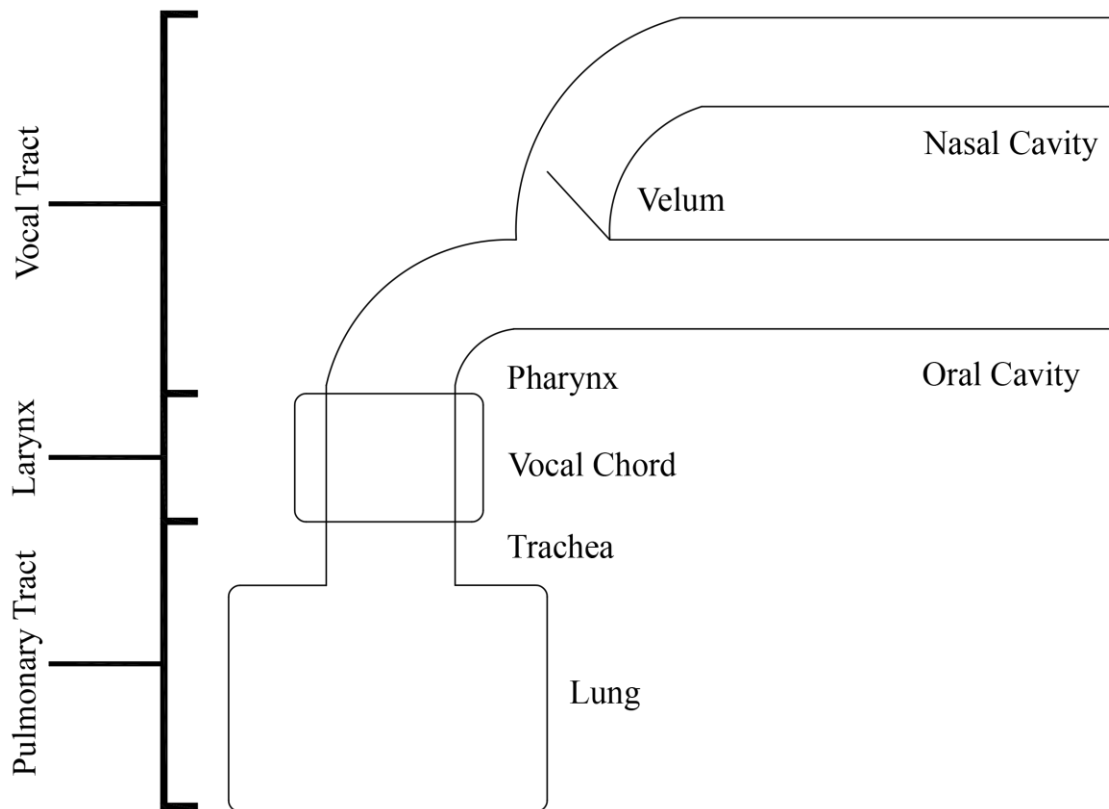 Vocal Tract
Larynx
Pulmonary Tract
Nasal Cavity
Velum
Pharynx
Oral Cavity
Vocal Chord
Trachea
Lung